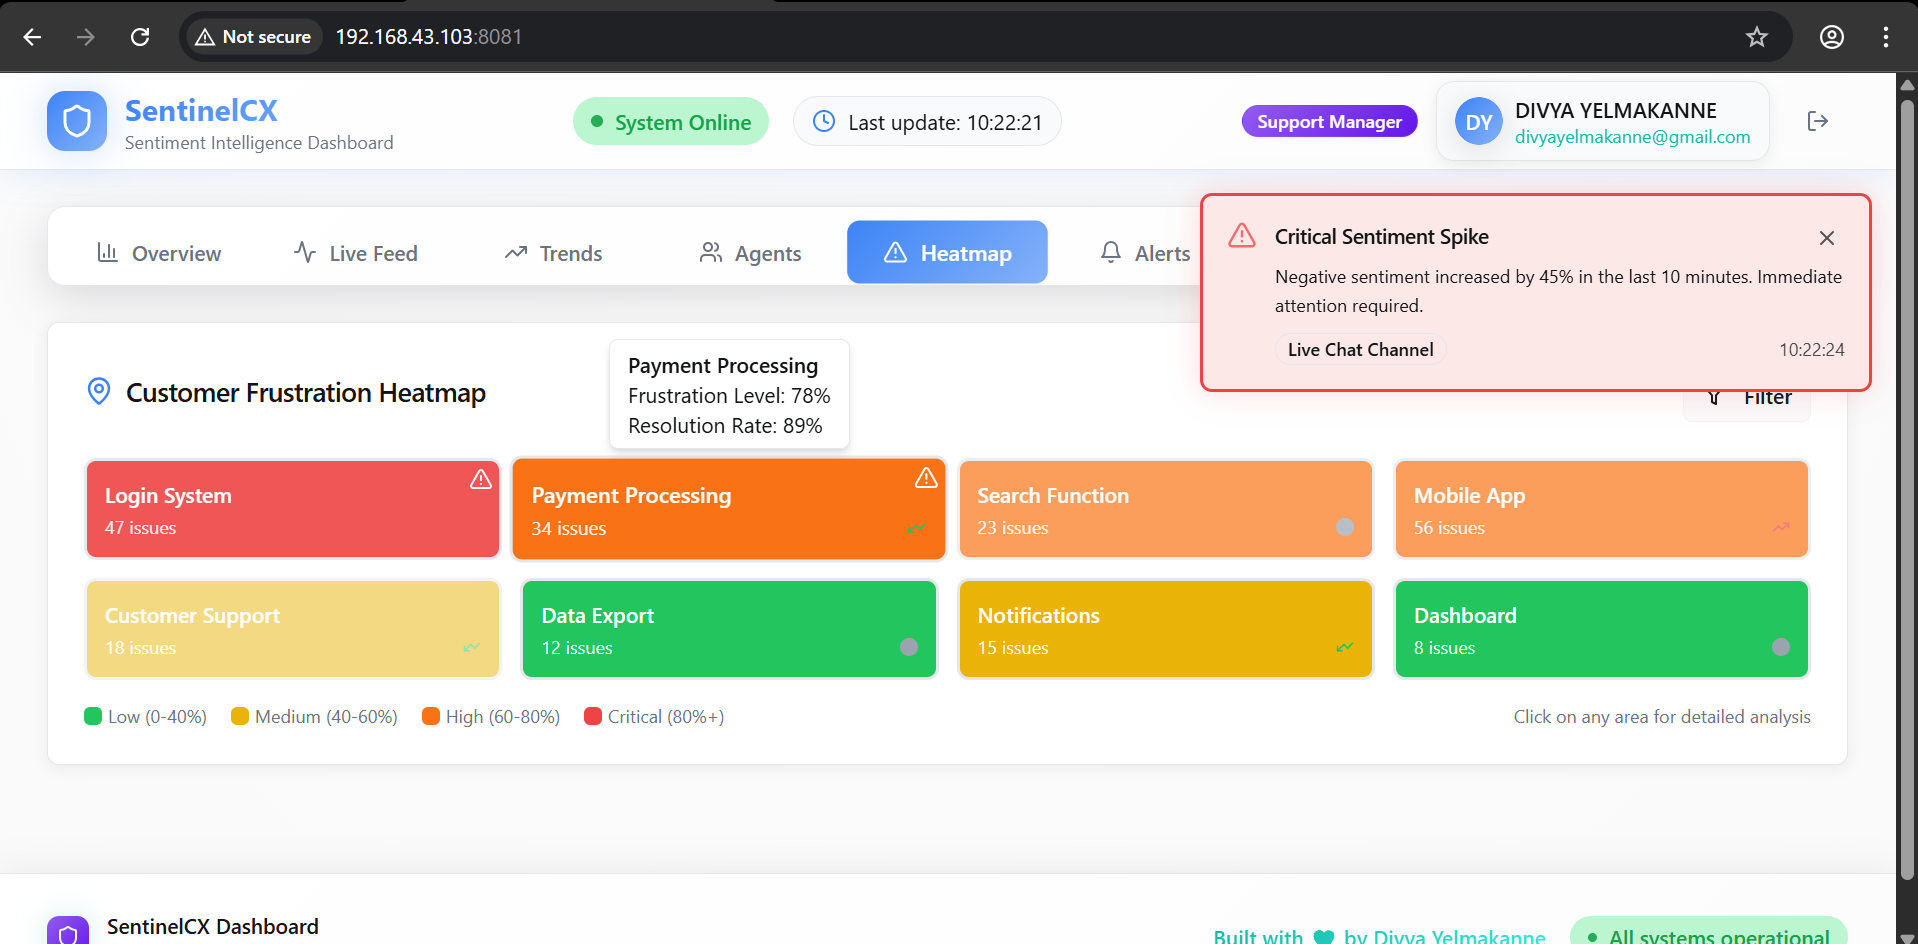 Not secure
192.168.43.103:8081
SentinelCX
Sentiment Intelligence Dashboard
System Online
Last update: 10:22:21
Support Manager
DY
DIVYA YELMAKANNE
divyayelmakanne@gmail.com
Overview
Live Feed
Trends
Agents
Heatmap
Alerts
Critical Sentiment Spike
Negative sentiment increased by 45% in the last 10 minutes. Immediate
attention required.
Live Chat Channel
10:22:24
Customer Frustration Heatmap
Payment Processing
Frustration Level: 78%
Resolution Rate: 89%
Filter
Login System
47 issues
Payment Processing
34 issues
Search Function
23 issues
Mobile App
56 issues
Customer Support
18 issues
Data Export
12 issues
Notifications
15 issues
Dashboard
8 issues
Low (0-40%)
Medium (40-60%)
High (60-80%)
Critical (80%+)
Click on any area for detailed analysis
SentinelCX Dashboard
Built with by Divya Yelmakanne
All systems operational